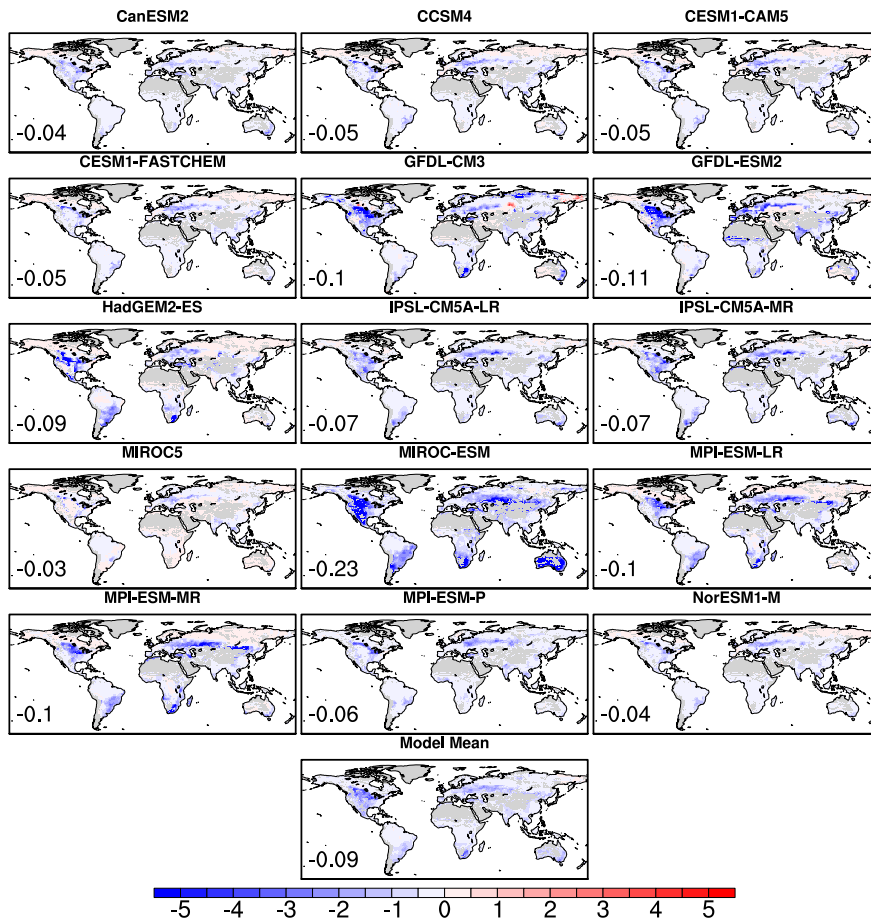 CanESM2 CCSM4 CESM1-CAM5
-0.04 -0.05 -0.05
CESM1-FASTCHEM GFDL-CM3 GFDL-ESM2
-0.05 -0.1 -0.11
HadGEM2-ES IPSL-CM5A-LR IPSL-CM5A-MR
-0.09 -0.07 -0.07
MIROC5 MIROC-ESM MPI-ESM-LR
-0.03 -0.23 -0.1
MPI-ESM-MR MPI-ESM-P NorESM1-M
-0.1 -0.06 -0.04
Model Mean
-0.09
-5 -4 -3 -2 -1 0 1 2 3 4 5